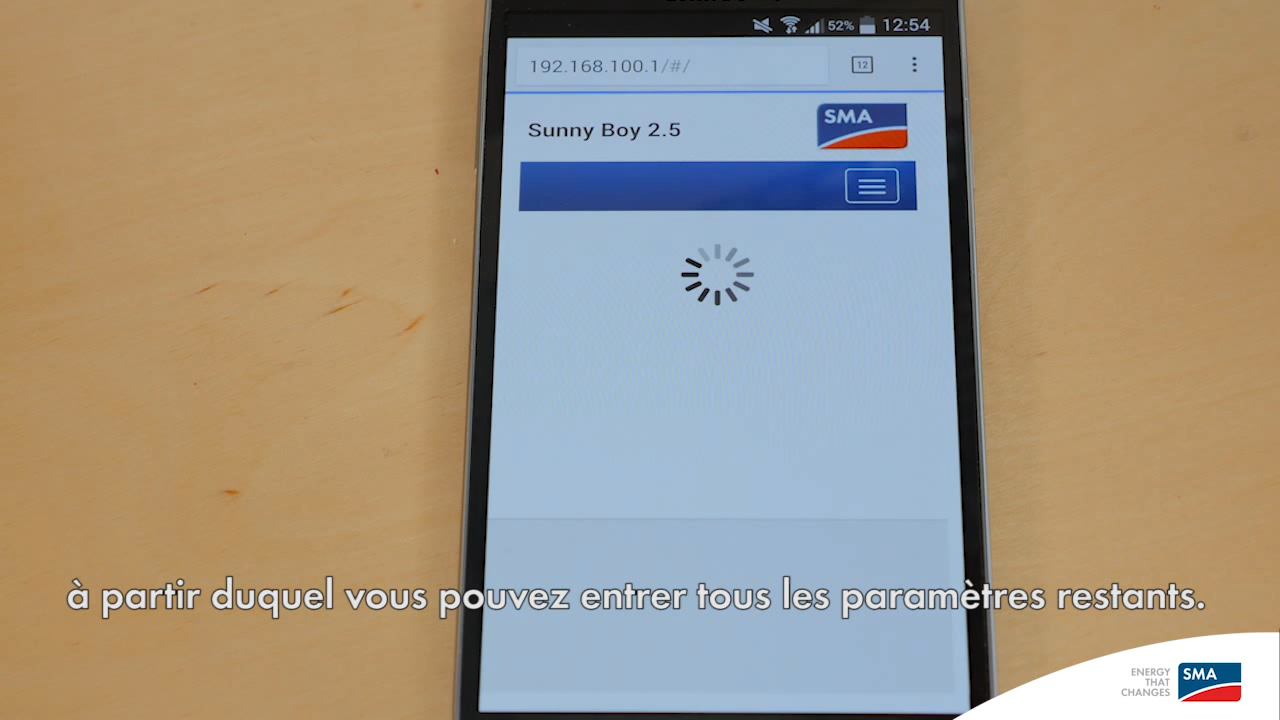 52% 12:54
192.168.100.1/#/ 12
Sunny Boy 2.5
SMA
à partir duquel vous pouvez entrer tous les paramètres restants.
ENERGY
THAT
CHANGES
SMA